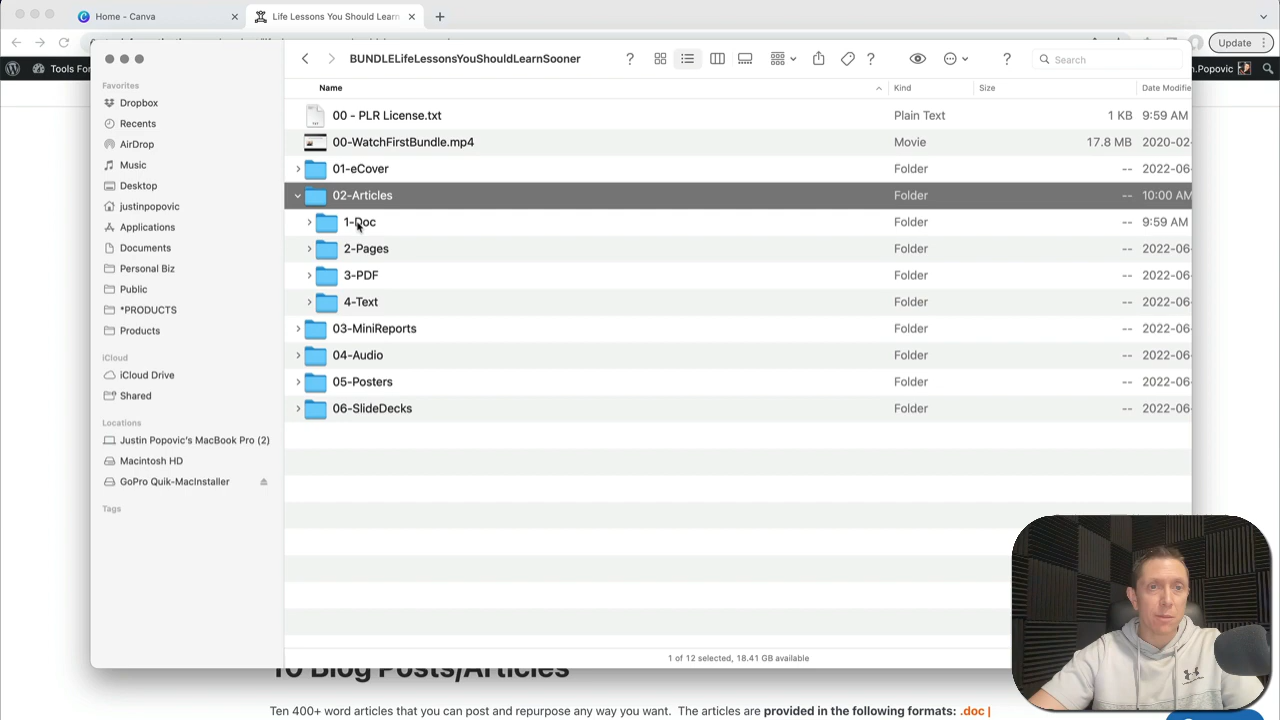 Home - Canva
Life Lessons You Should Learn
Update
Tools For
n.Popovic
BUNDLELifeLessonsYouShouldLearnSooner
Search
Favorites
Dropbox
Recents
AirDrop
Music
Desktop
justinpopovic
Applications
Documents
Personal Biz
Public
*PRODUCTS
Products
iCloud
iCloud Drive
Shared
Locations
Justin Popovic's MacBook Pro (2)
Macintosh HD
GoPro Quik-MacInstaller
Tags
Name Kind Size Date Modifie
00 - PLR License.txt Plain Text 1 KB 9:59 AM
00-WatchFirstBundle.mp4 Movie 17.8 MB 2020-02-
01-eCover Folder -- 2022-06-
02-Articles Folder -- 10:00 AM
1-Doc Folder -- 9:59 AM
2-Pages Folder -- 2022-06-
3-PDF Folder -- 2022-06-
4-Text Folder -- 2022-06-
03-MiniReports Folder -- 2022-06-
04-Audio Folder -- 2022-06-
05-Posters Folder -- 2022-06-
06-SlideDecks Folder -- 2022-06-
1 of 12 selected, 18.41 GB available
10 Blog Posts/Articles
Ten 400+ word articles that you can post and repurpose any way you want. The articles are provided in the following formats: .doc |